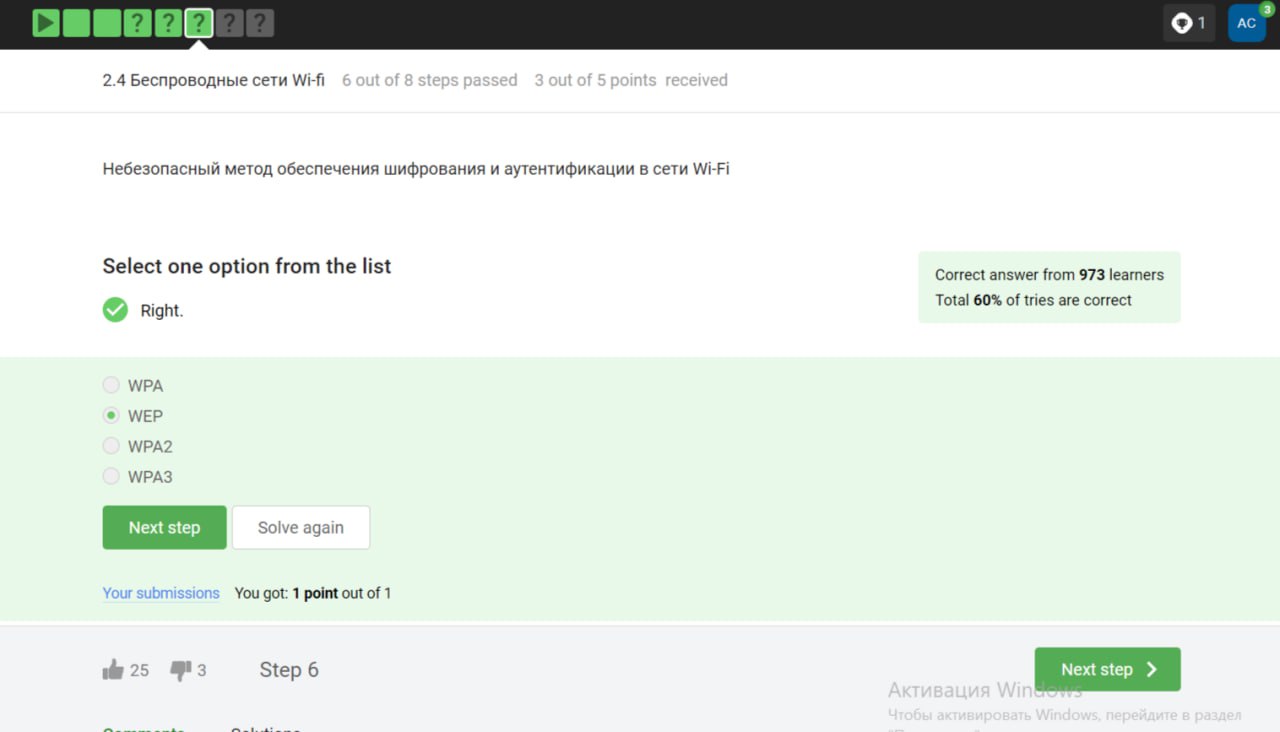 ? ? ? ? ?
1
AC
3
2.4 Беспроводные сети Wi-fi 6 out of 8 steps passed 3 out of 5 points received
Небезопасный метод обеспечения шифрования и аутентификации в сети Wi-Fi
Select one option from the list
Correct answer from 973 learners
Total 60% of tries are correct
Right.
WPA
WEP
WPA2
WPA3
Next step Solve again
Your submissions You got: 1 point out of 1
25 3 Step 6
Next step
Активация Windows
Чтобы активировать Windows, перейдите в раздел
Comments Solutions